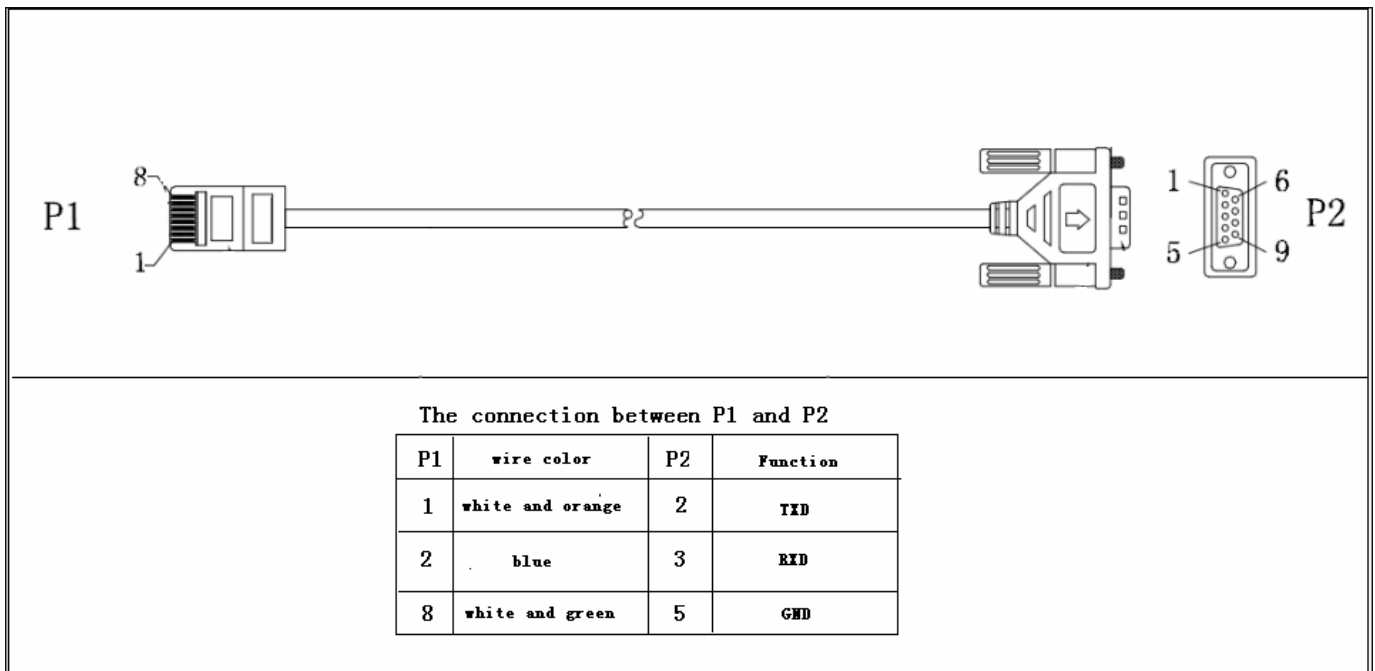 8
P1
1
1 6
P2
5 9
The connection between P1 and P2
P1 wire color P2 Function
1 white and orange 2 TXD
2 blue 3 RXD
8 white and green 5 GND